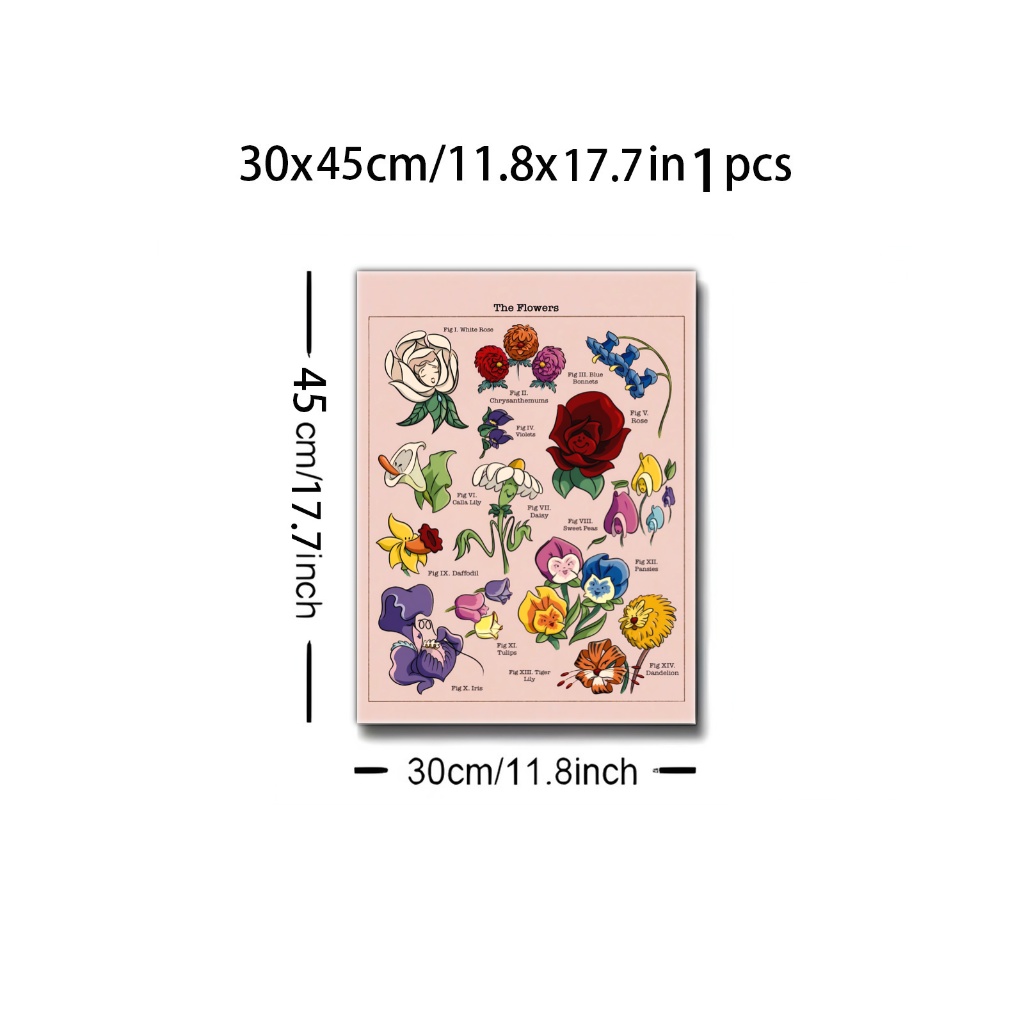 30x45cm/11.8x17.7in 1 pcs
45 cm/17.7inch
The Flowers
Fig I. White Rose
Fig II.
Chrysanthemums
Fig III. Blue
Bonnets
Fig IV.
Violets
Fig V.
Rose
Fig VI.
Calla Lily
Fig VII.
Daisy
Fig VIII.
Sweet Peas
Fig IX. Daffodil
Fig XII.
Pansies
Fig XI.
Tulips
Fig X. Iris
Fig XIII. Tiger
Lily
Fig XIV.
Dandelion
30cm/11.8inch